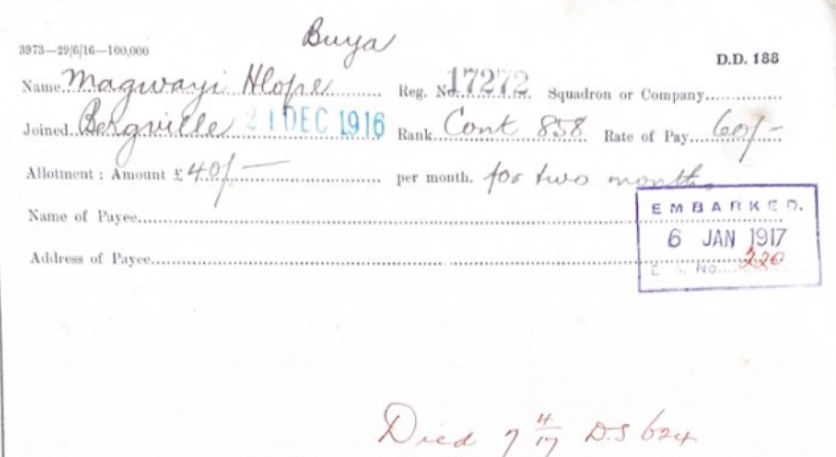 Buya
3973—29/6/16—100,000
D.D. 188
Name Magwayi Hlope Reg. No. 17272 Squadron or Company
Joined Bergville 21 DEC 1916 Rank Cont 858 Rate of Pay 60/-
Allotment : Amount £ 40/- per month. for two months
Name of Payee
EMBARKED.
6 JAN 1917
Address of Payee
No. 220
Died 7 4/17 D.S 624